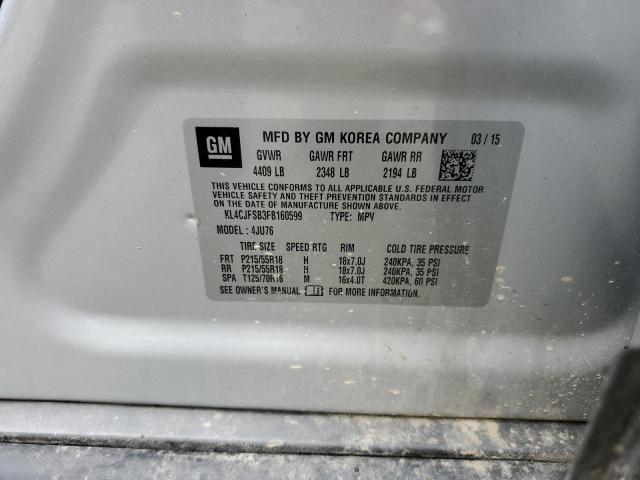 GM MFD BY GM KOREA COMPANY 03/15
GVWR GAWR FRT GAWR RR
4409 LB 2348 LB 2194 LB
THIS VEHICLE CONFORMS TO ALL APPLICABLE U.S. FEDERAL MOTOR
VEHICLE SAFETY AND THEFT PREVENTION STANDARDS IN EFFECT
ON THE DATE OF MANUFACTURE SHOWN ABOVE.
KL4CJFSB3FB160599 TYPE: MPV
MODEL: 4JU76
TIRE SIZE SPEED RTG RIM COLD TIRE PRESSURE
FRT P215/55R18 H 18x7.0J 240KPA, 35 PSI
RR P215/55R18 H 18x7.0J 240KPA, 35 PSI
SPA T125/70R16 M 16x4.0T 420KPA, 60 PSI
SEE OWNER'S MANUAL FOR MORE INFORMATION.